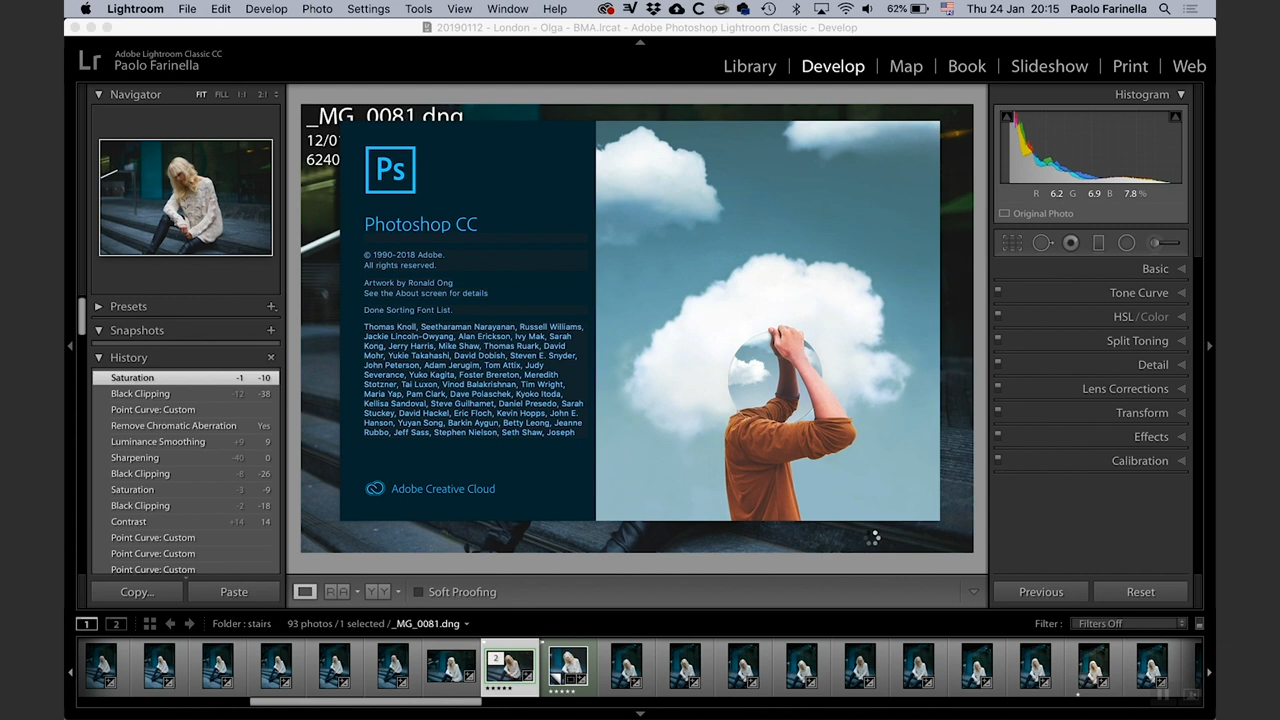 Lightroom File Edit Develop Photo Settings Tools View Window Help 62% Thu 24 Jan 20:15 Paolo Farinella
20190112 - London - Olga - BMA.lrcat - Adobe Photoshop Lightroom Classic - Develop
Lr Adobe Lightroom Classic CC
Paolo Farinella
Library Develop Map Book Slideshow Print Web
Navigator FIT FILL 1:1 2:1
Presets
Snapshots
History
Saturation -1 -10
Black Clipping -12 -38
Point Curve: Custom
Remove Chromatic Aberration Yes
Luminance Smoothing +9 9
Sharpening -40 0
Black Clipping -8 -26
Saturation -3 -9
Black Clipping -2 -18
Contrast +14 14
Point Curve: Custom
Point Curve: Custom
Point Curve: Custom
Copy... Paste
_MG_0081.dng
12/01
6240
Ps
Photoshop CC
© 1990-2018 Adobe.
All rights reserved.
Artwork by Ronald Ong
See the About screen for details
Done Sorting Font List.
Thomas Knoll, Seetharaman Narayanan, Russell Williams,
Jackie Lincoln-Owyang, Alan Erickson, Ivy Mak, Sarah
Kong, Jerry Harris, Mike Shaw, Thomas Ruark, David
Mohr, Yukie Takahashi, David Dobish, Steven E. Snyder,
John Peterson, Adam Jerugim, Tom Attix, Judy
Severance, Yuko Kagita, Foster Brereton, Meredith
Stotzner, Tai Luxon, Vinod Balakrishnan, Tim Wright,
Maria Yap, Pam Clark, Dave Polaschek, Kyoko Itoda,
Kellisa Sandoval, Steve Guilhamet, Daniel Presedo, Sarah
Stuckey, David Hackel, Eric Floch, Kevin Hopps, John E.
Hanson, Yuyan Song, Barkin Aygun, Betty Leong, Jeanne
Rubbo, Jeff Sass, Stephen Nielson, Seth Shaw, Joseph
Adobe Creative Cloud
Histogram
R 6.2 G 6.9 B 7.8 %
Original Photo
Basic
Tone Curve
HSL / Color
Split Toning
Detail
Lens Corrections
Transform
Effects
Calibration
RA YY Soft Proofing
Previous Reset
1 2 Folder : stairs 93 photos / 1 selected / _MG_0081.dng Filter : Filters Off
2